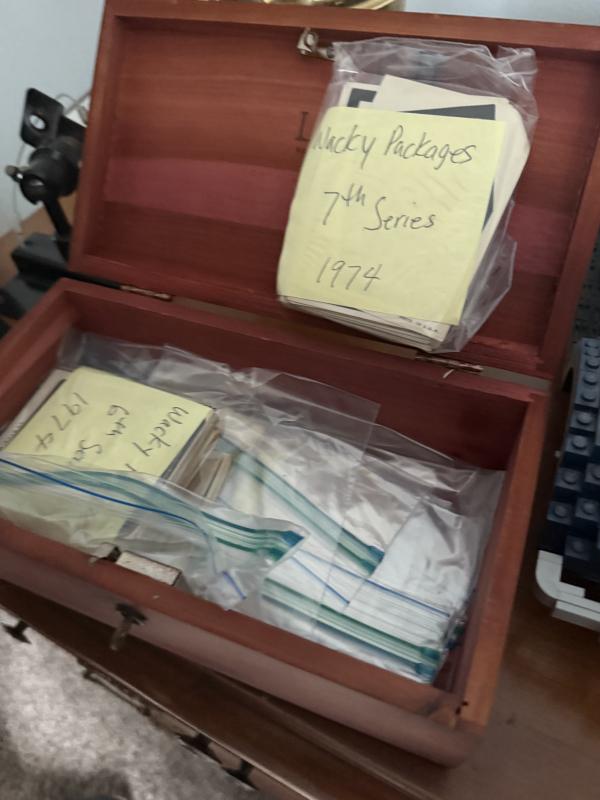 Wacky Packages
7th Series
1974
Wacky
6th
1974